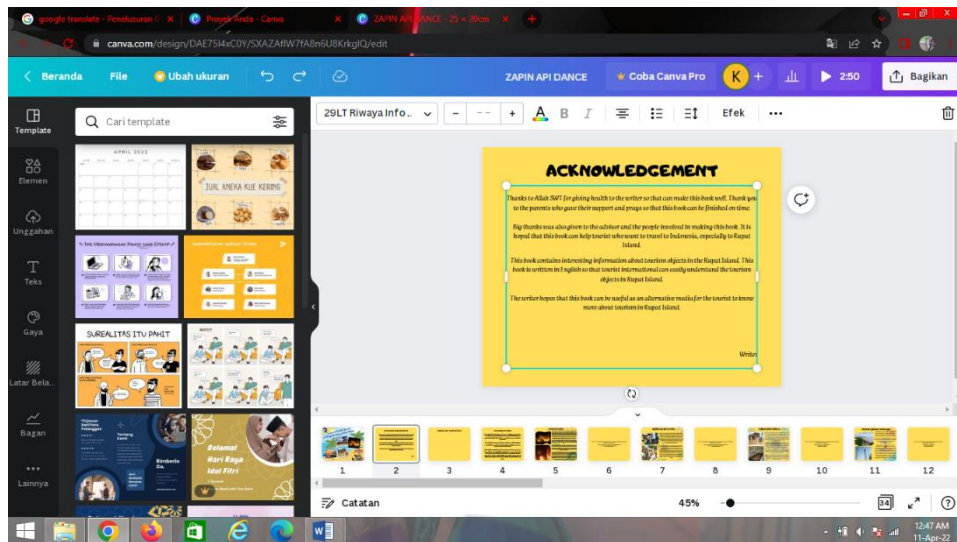 google translate - Penelusuran G
Proyek Anda - Canva
ZAPIN API DANCE - 25 × 20cm
canva.com/design/DAE75I4xC0Y/SXAZAflW7fA8n6U8KrkgIQ/edit
Beranda
File
Ubah ukuran
ZAPIN API DANCE
Coba Canva Pro
K
2:50
Bagikan
Template
Elemen
Unggahan
Teks
Gaya
Latar Bela...
Bagan
Lainnya
Cari template
APRIL 2022
JUAL ANEKA KUE KERING
SUREALITAS ITU PAHIT
Tentang Kami
Kimberlo Co.
Selamat
Hari Raya
Idul Fitri
29LT Riwaya Info...
- -- +
A B I
Efek
ACKNOWLEDGEMENT
Thanks to Allah SWT for giving health to the writer so that can make this book well. Thank you
to the parents who gave their support and prays so that this book can be finished on time.
Big thanks was also given to the advisor and the people involved in making this book. It is
hoped that this book can help tourist who want to travel to Indonesia, especially to Rupat
Island.
This book contains interesting information about tourism objects in the Rupat Island. This
book is written in English so that tourist international can easily understand the tourism
objects in Rupat Island.
The writer hopes that this book can be useful as an alternative media for the tourist to know
more about tourism in Rupat Island.
Writer
1 2 3 4 5 6 7 8 9 10 11 12
Catatan
45%
34
12:47 AM
11-Apr-22